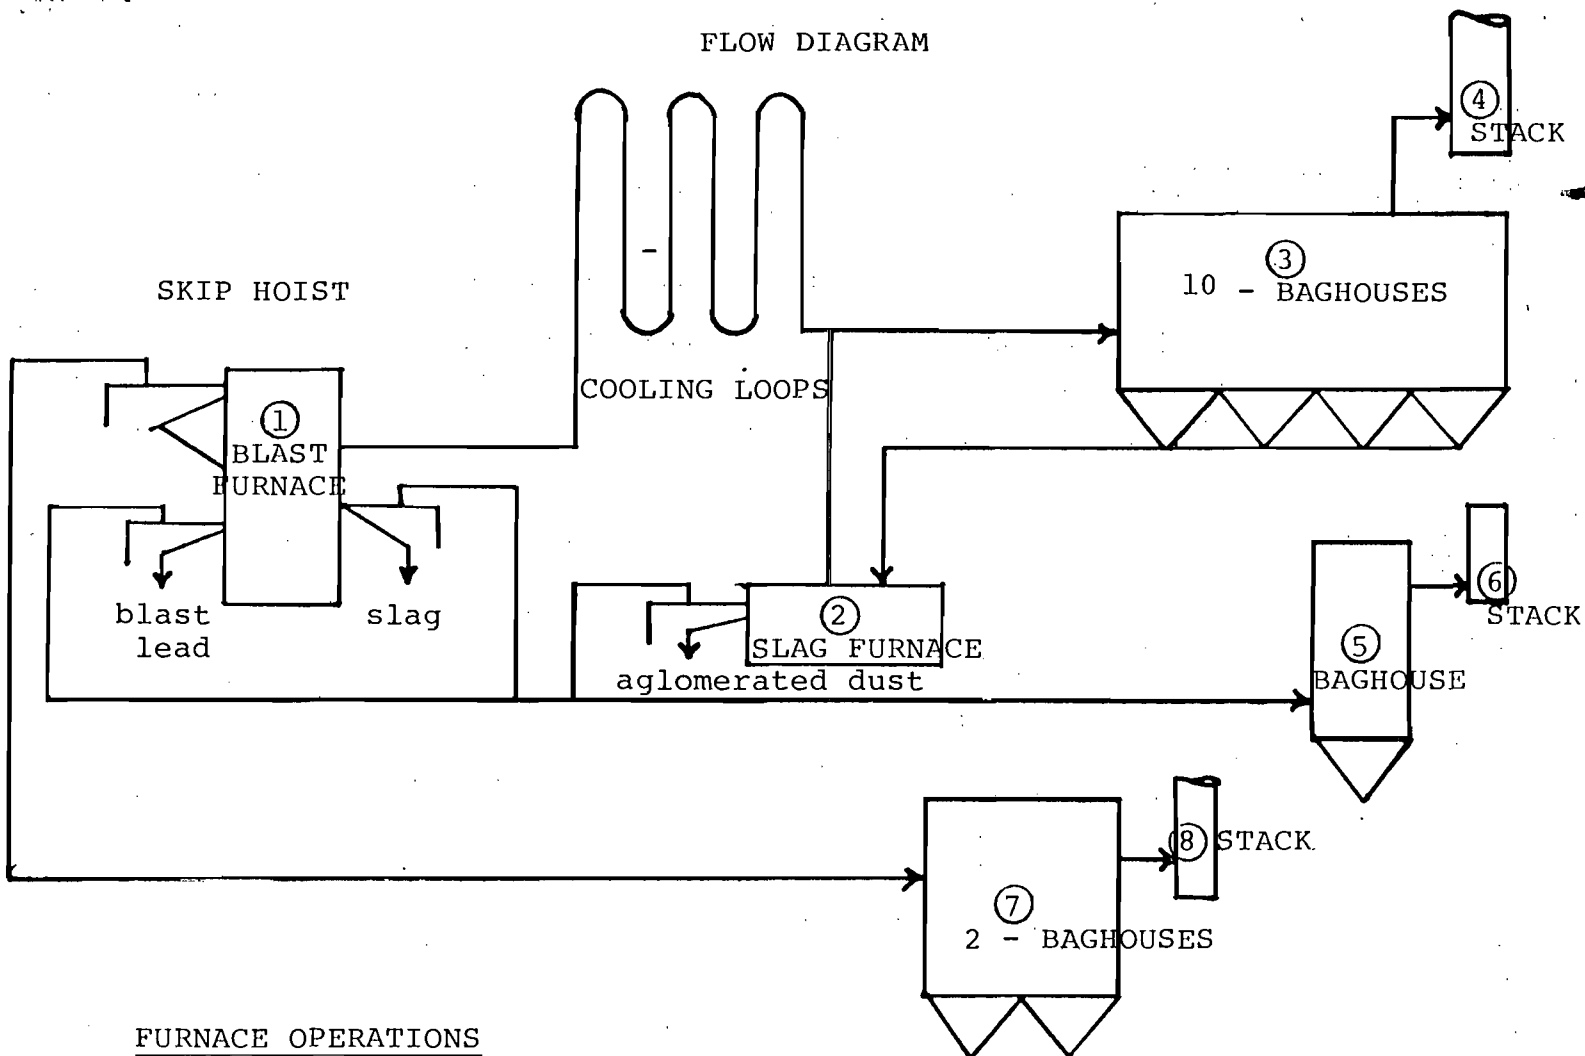 FLOW DIAGRAM
④
STACK
③
10 - BAGHOUSES
SKIP HOIST
COOLING LOOPS
①
BLAST
FURNACE
⑥
STACK
blast
lead
slag
②
SLAG FURNACE
aglomerated dust
⑤
BAGHOUSE
⑧ STACK
⑦
2 - BAGHOUSES
FURNACE OPERATIONS